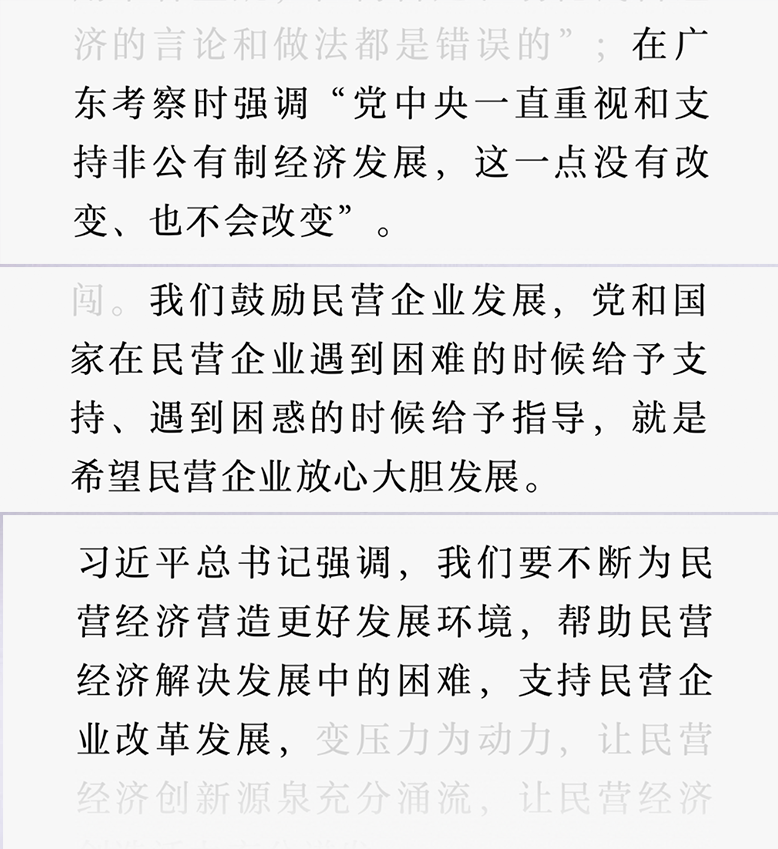 济的言论和做法都是错误的”；在广
东考察时强调“党中央一直重视和支
持非公有制经济发展，这一点没有改
变、也不会改变”。
闯。我们鼓励民营企业发展，党和国
家在民营企业遇到困难的时候给予支
持、遇到困惑的时候给予指导，就是
希望民营企业放心大胆发展。
习近平总书记强调，我们要不断为民
营经济营造更好发展环境，帮助民营
经济解决发展中的困难，支持民营企
业改革发展，变压力为动力，让民营
经济创新源泉充分涌流，让民营经济